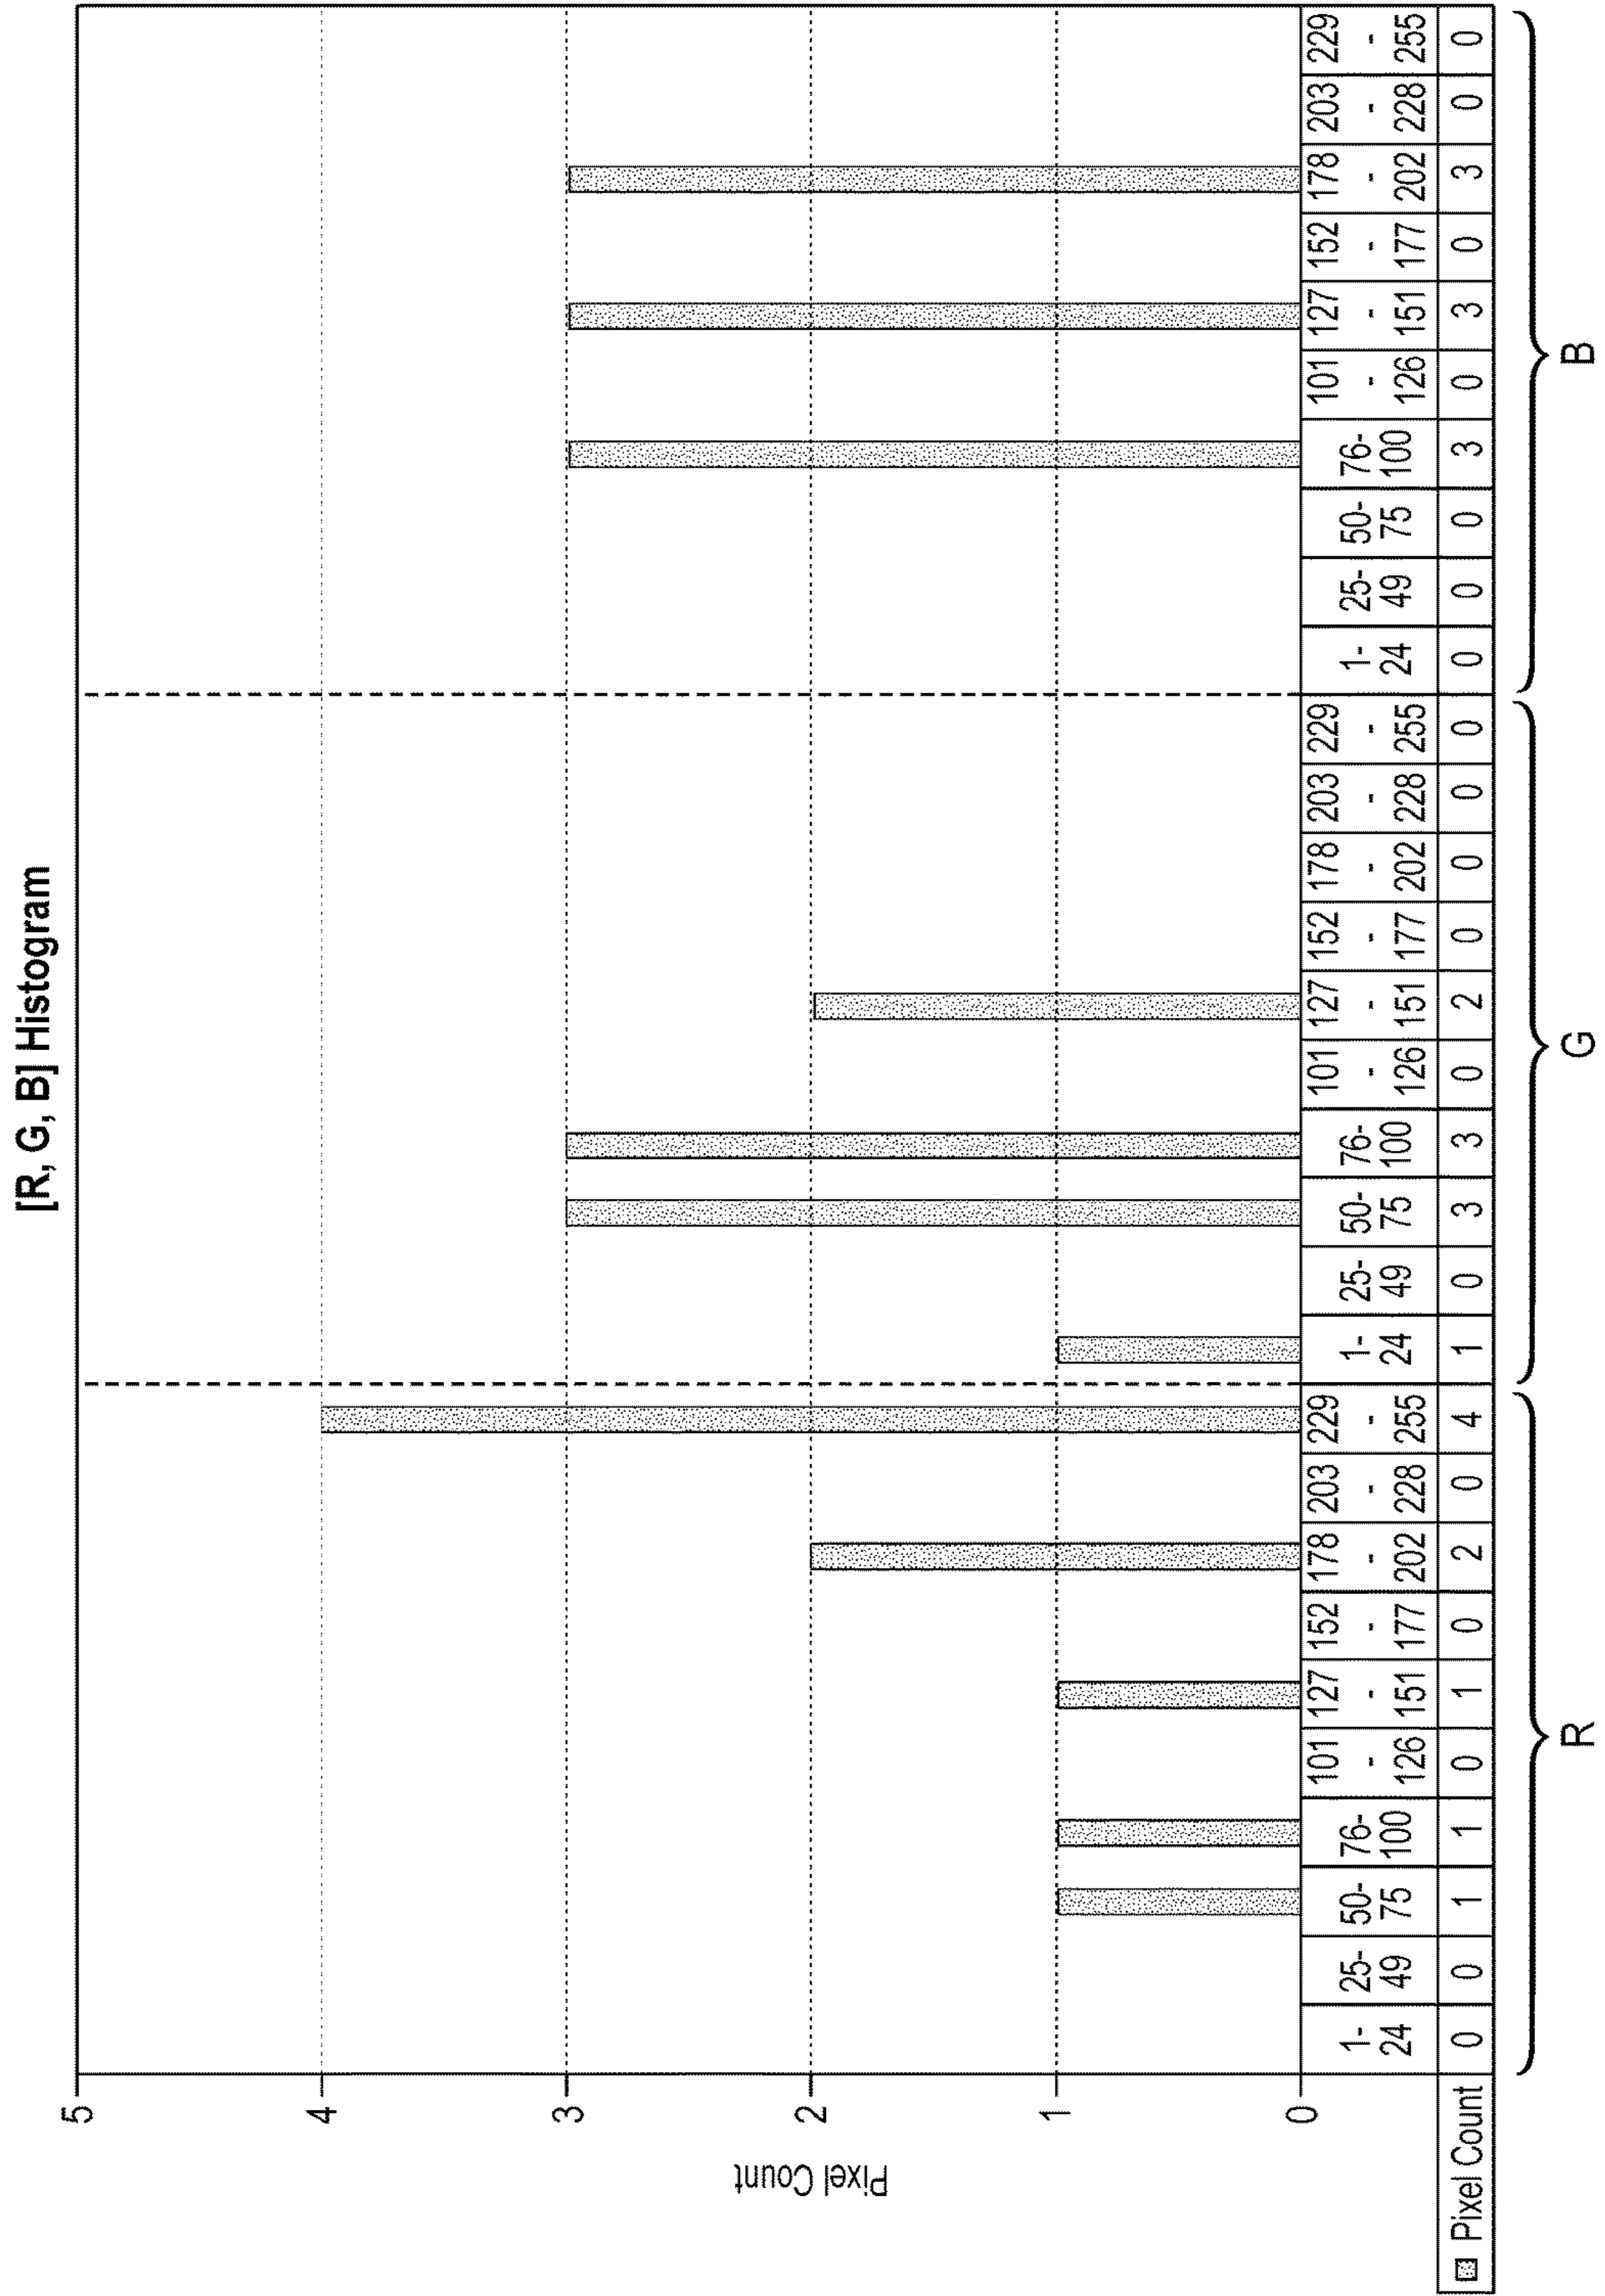 [R, G, B] Histogram
Pixel Count
5
4
3
2
1
0
1-24 25-49 50-75 76-100 101-126 127-151 152-177 178-202 203-228 229-255 1-24 25-49 50-75 76-100 101-126 127-151 152-177 178-202 203-228 229-255 1-24 25-49 50-75 76-100 101-126 127-151 152-177 178-202 203-228 229-255
Pixel Count 0 0 1 1 0 1 0 2 0 4 1 0 3 3 0 2 0 0 0 0 0 0 0 3 0 3 0 3 0 0
R G B